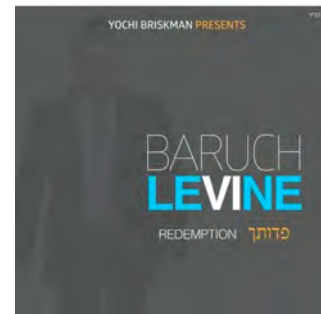 YOCHI BRISKMAN PRESENTS
BARUCH
LEVINE
REDEMPTION פדותך